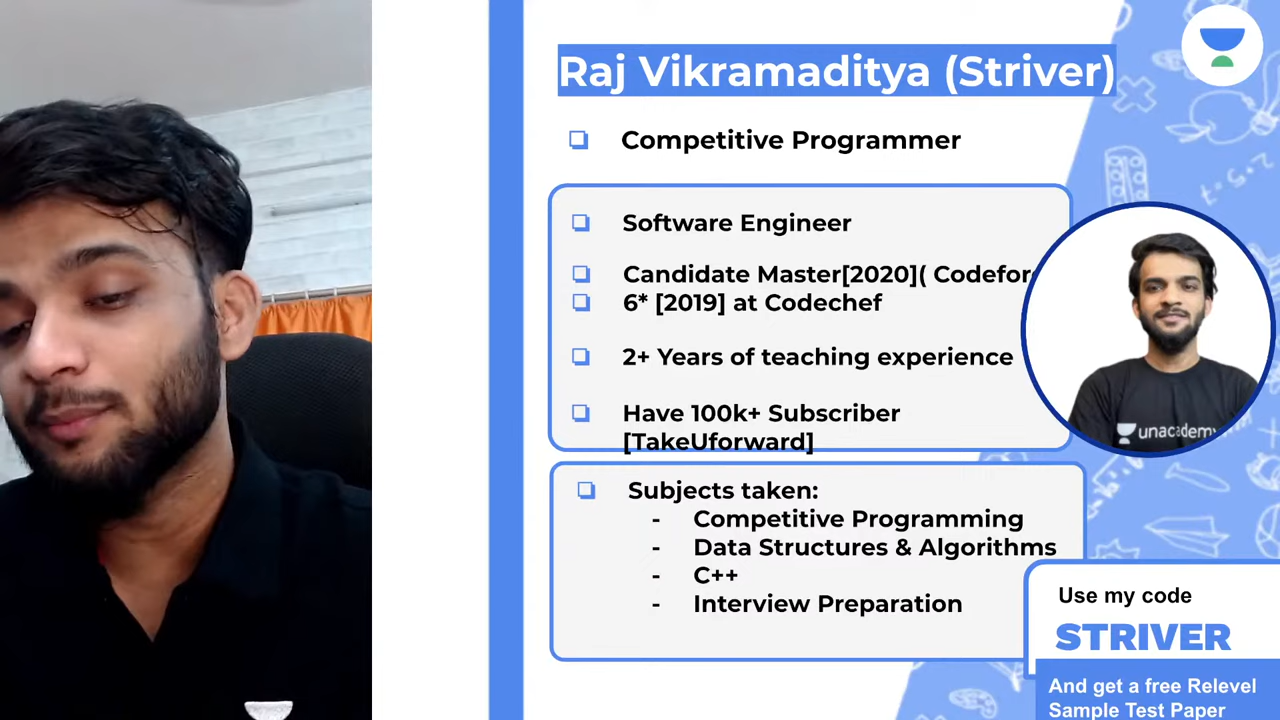 Raj Vikramaditya (Striver)
Competitive Programmer
Software Engineer
Candidate Master[2020]( Codefor
6* [2019] at Codechef
2+ Years of teaching experience
Have 100k+ Subscriber
[TakeUforward]
unacademy
Subjects taken:
- Competitive Programming
- Data Structures & Algorithms
- C++
- Interview Preparation
Use my code
STRIVER
And get a free Relevel
Sample Test Paper